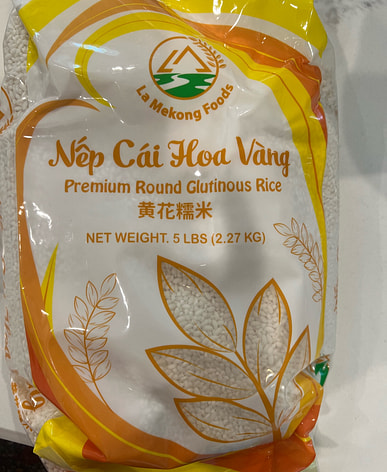 La Mekong Foods
Nếp Cái Hoa Vàng
Premium Round Glutinous Rice
黄花糯米
NET WEIGHT. 5 LBS (2.27 KG)